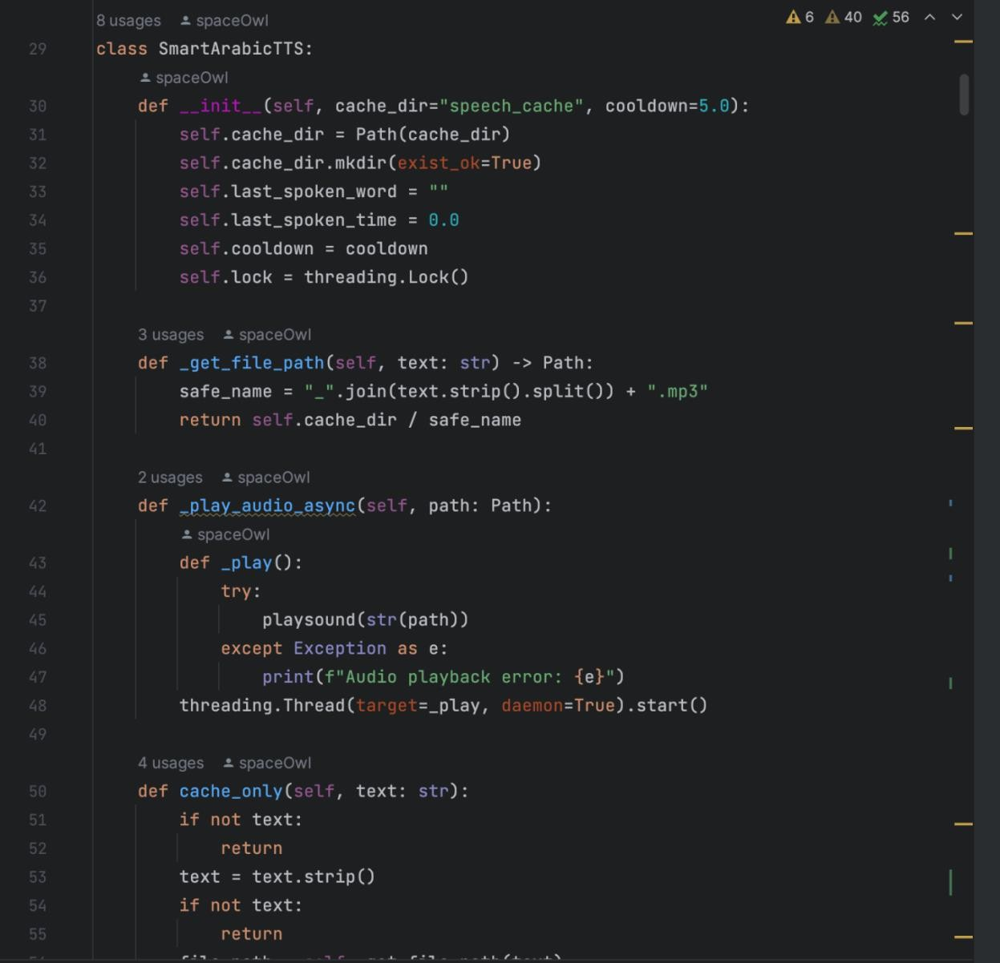 8 usages spaceOwl
6 40 56
29 class SmartArabicTTS:
spaceOwl
30 def __init__(self, cache_dir="speech_cache", cooldown=5.0):
31 self.cache_dir = Path(cache_dir)
32 self.cache_dir.mkdir(exist_ok=True)
33 self.last_spoken_word = ""
34 self.last_spoken_time = 0.0
35 self.cooldown = cooldown
36 self.lock = threading.Lock()
37
3 usages spaceOwl
38 def _get_file_path(self, text: str) -> Path:
39 safe_name = "_".join(text.strip().split()) + ".mp3"
40 return self.cache_dir / safe_name
41
2 usages spaceOwl
42 def _play_audio_async(self, path: Path):
spaceOwl
43 def _play():
44 try:
45 playsound(str(path))
46 except Exception as e:
47 print(f"Audio playback error: {e}")
48 threading.Thread(target=_play, daemon=True).start()
49
4 usages spaceOwl
50 def cache_only(self, text: str):
51 if not text:
52 return
53 text = text.strip()
54 if not text:
55 return